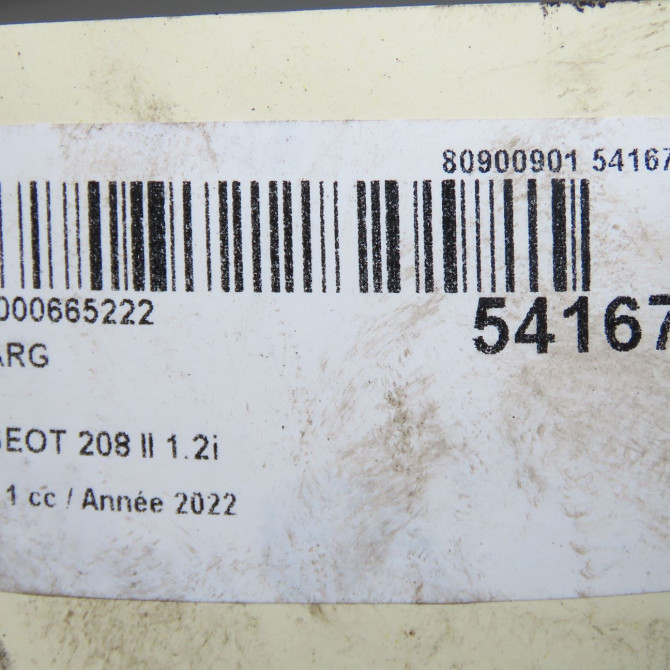 80900901 54167
000665222
54167
ARG
EOT 208 II 1.2i
1 cc / Année 2022